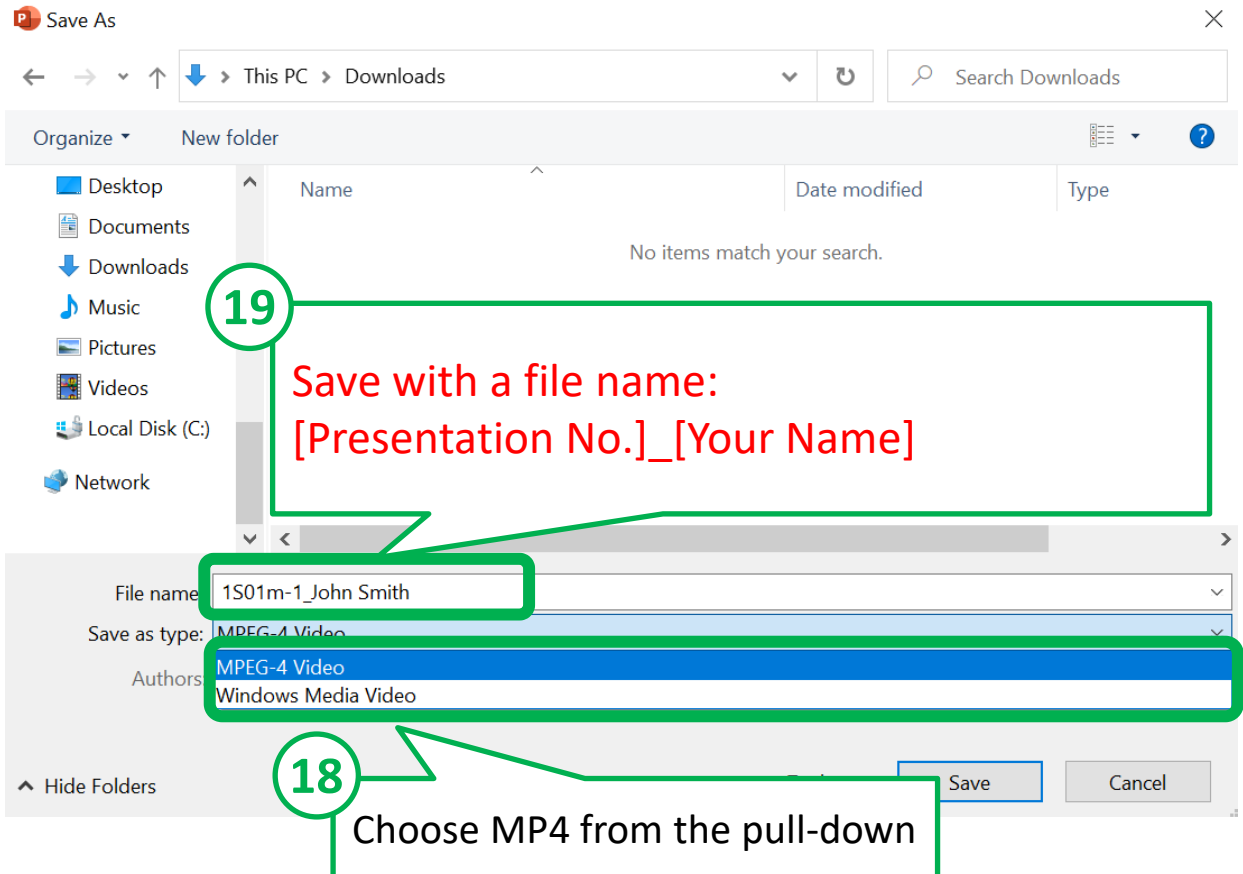 Save As
This PC > Downloads
Search Downloads
Organize
New folder
Desktop
Name
Date modified
Type
Documents
No items match your search.
Downloads
Music
19
Pictures
Save with a file name:
[Presentation No.]_[Your Name]
Videos
Local Disk (C:)
Network
File name
1S01m-1_John Smith
Save as type: MPEG-4 Video
Authors:
MPEG-4 Video
Windows Media Video
18
Hide Folders
Save
Cancel
Choose MP4 from the pull-down